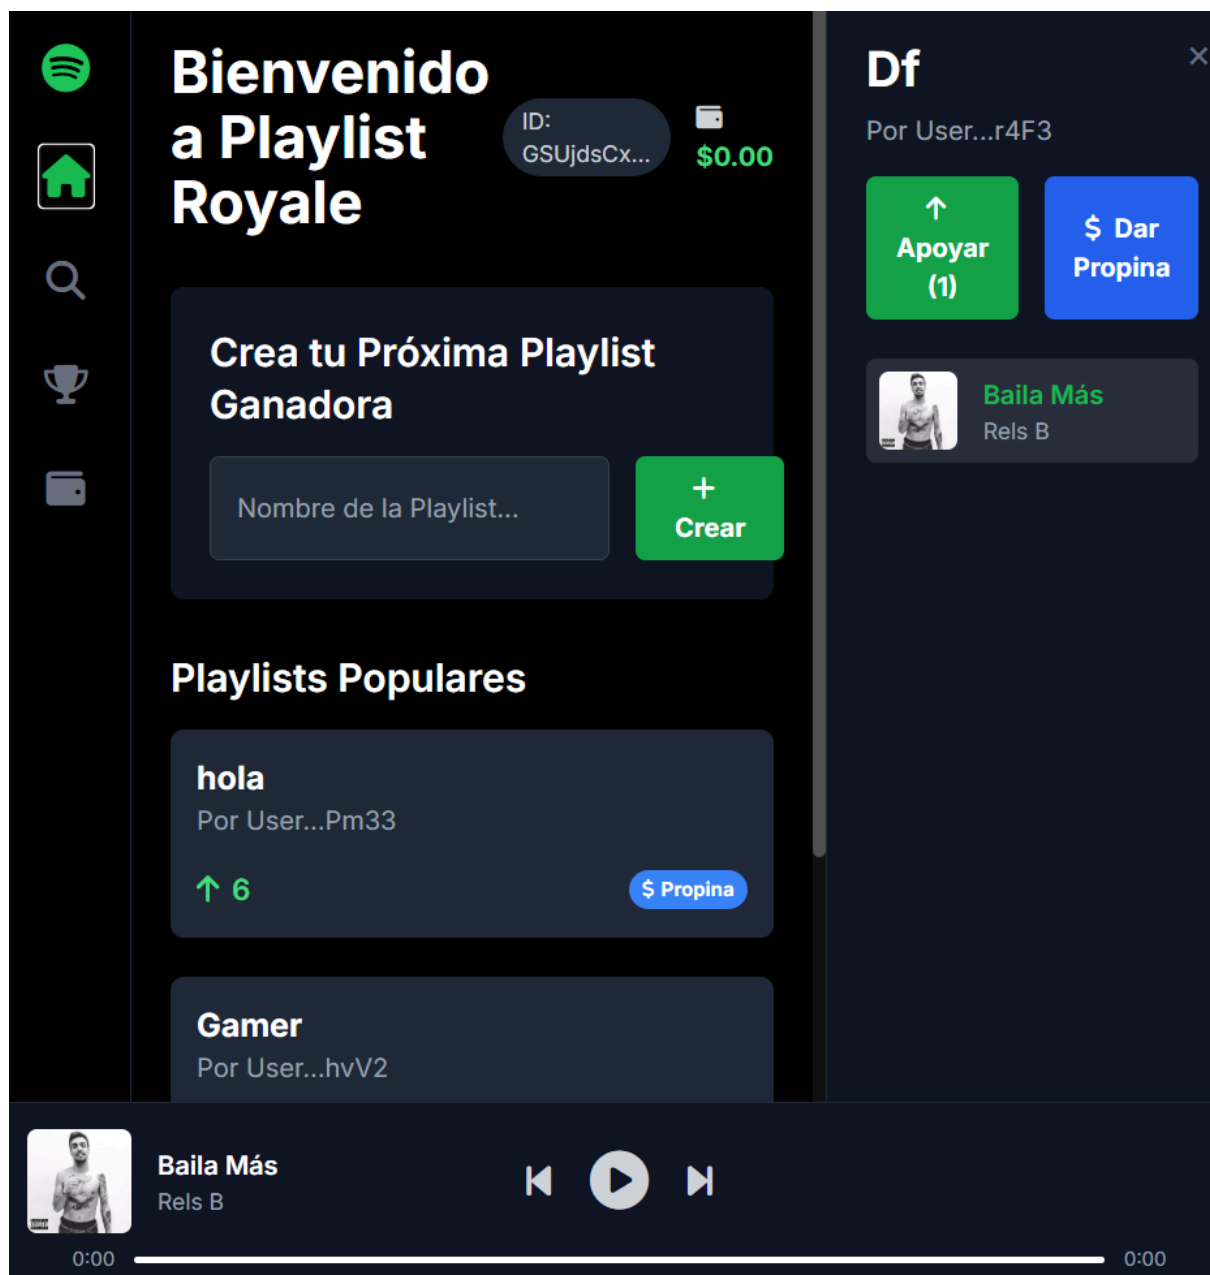 Bienvenido
a Playlist
Royale
ID:
GSUjdsCx...
$0.00
Crea tu Próxima Playlist
Ganadora
Nombre de la Playlist...
+
Crear
Playlists Populares
hola
Por User...Pm33
↑ 6
$ Propina
Gamer
Por User...hvV2
Df
×
Por User...r4F3
↑
Apoyar
(1)
$ Dar
Propina
Baila Más
Rels B
Baila Más
Rels B
0:00
0:00